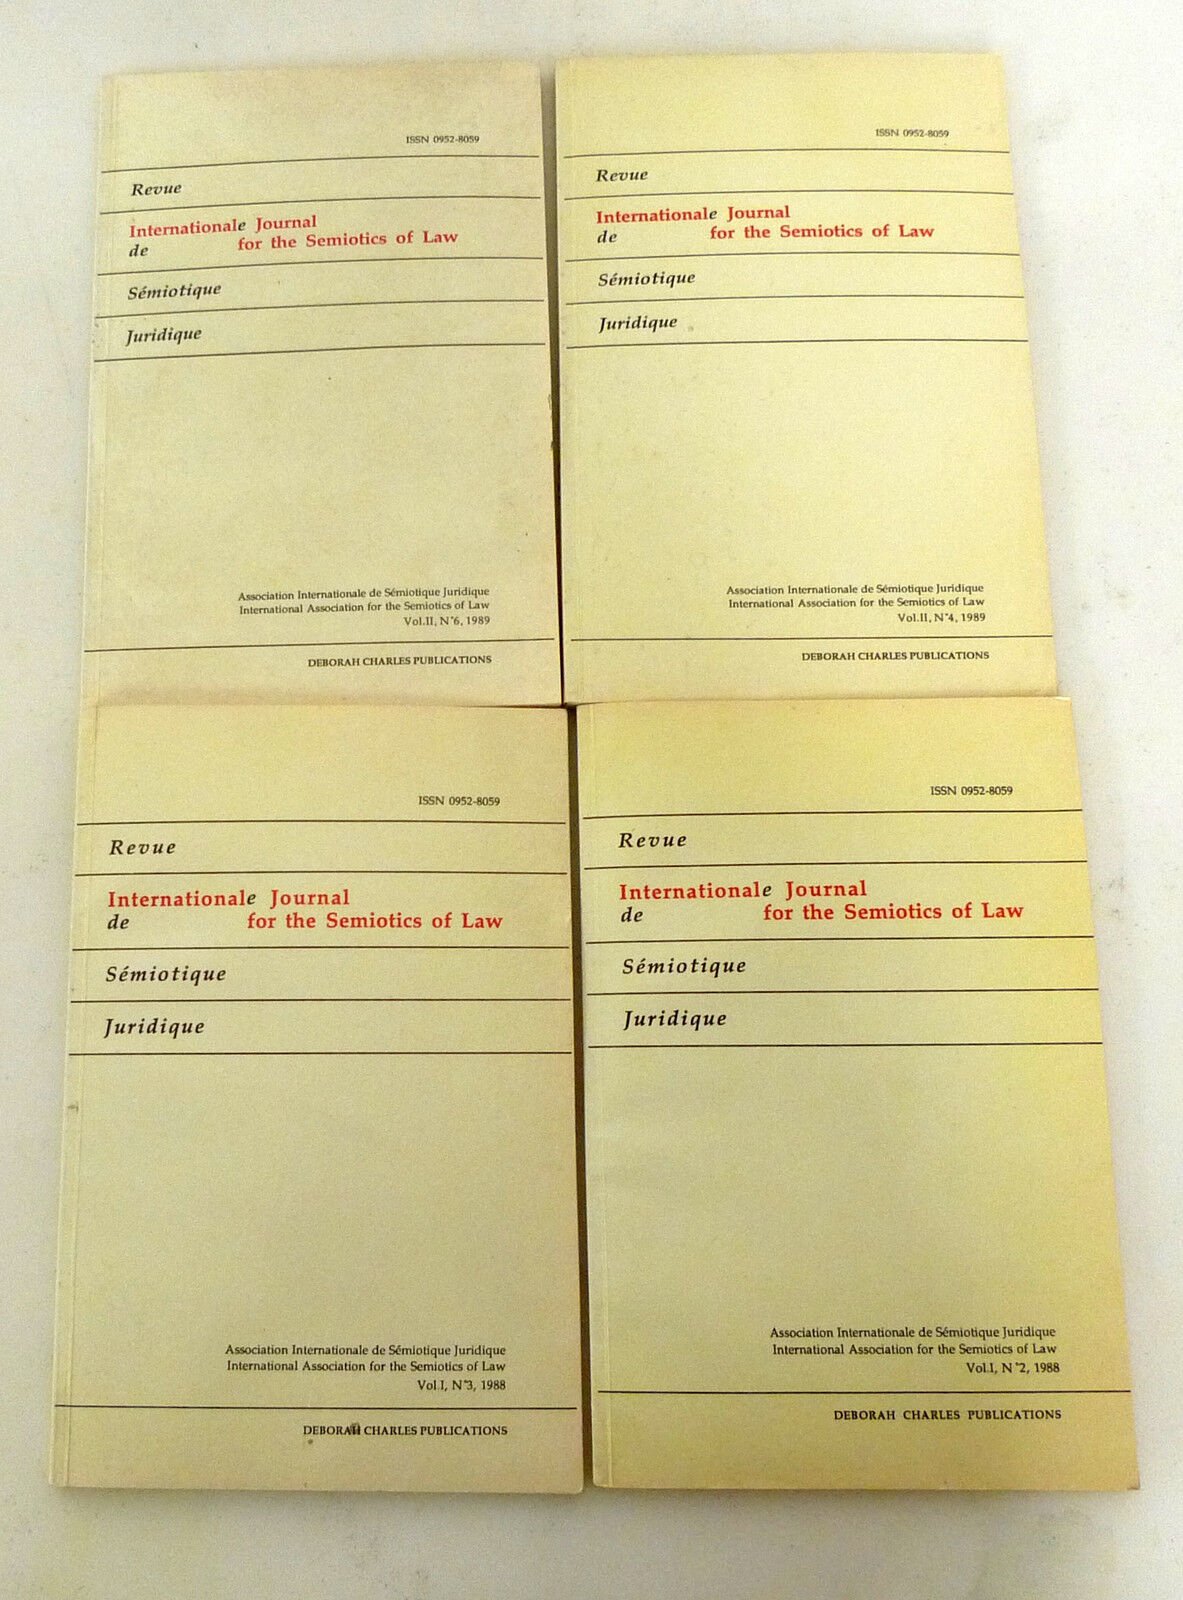 ISSN 0952-8059
Revue
Internationale Journal
de for the Semiotics of Law
Sémiotique
Juridique
Association Internationale de Sémiotique Juridique
International Association for the Semiotics of Law
Vol.II, N°6, 1989
DEBORAH CHARLES PUBLICATIONS
ISSN 0952-8059
Revue
Internationale Journal
de for the Semiotics of Law
Sémiotique
Juridique
Association Internationale de Sémiotique Juridique
International Association for the Semiotics of Law
Vol.II, N°4, 1989
DEBORAH CHARLES PUBLICATIONS
ISSN 0952-8059
Revue
Internationale Journal
de for the Semiotics of Law
Sémiotique
Juridique
Association Internationale de Sémiotique Juridique
International Association for the Semiotics of Law
Vol.I, N°3, 1988
DEBORAH CHARLES PUBLICATIONS
ISSN 0952-8059
Revue
Internationale Journal
de for the Semiotics of Law
Sémiotique
Juridique
Association Internationale de Sémiotique Juridique
International Association for the Semiotics of Law
Vol.I, N°2, 1988
DEBORAH CHARLES PUBLICATIONS